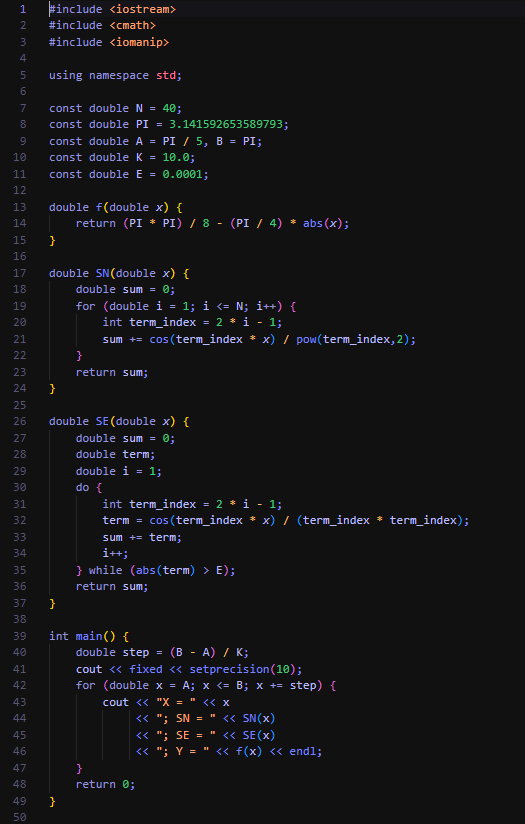 1 #include <iostream>
2 #include <cmath>
3 #include <iomanip>
4
5 using namespace std;
6
7 const double N = 40;
8 const double PI = 3.141592653589793;
9 const double A = PI / 5, B = PI;
10 const double K = 10.0;
11 const double E = 0.0001;
12
13 double f(double x) {
14     return (PI * PI) / 8 - (PI / 4) * abs(x);
15 }
16
17 double SN(double x) {
18     double sum = 0;
19     for (double i = 1; i <= N; i++) {
20         int term_index = 2 * i - 1;
21         sum += cos(term_index * x) / pow(term_index,2);
22     }
23     return sum;
24 }
25
26 double SE(double x) {
27     double sum = 0;
28     double term;
29     double i = 1;
30     do {
31         int term_index = 2 * i - 1;
32         term = cos(term_index * x) / (term_index * term_index);
33         sum += term;
34         i++;
35     } while (abs(term) > E);
36     return sum;
37 }
38
39 int main() {
40     double step = (B - A) / K;
41     cout << fixed << setprecision(10);
42     for (double x = A; x <= B; x += step) {
43         cout << "X = " << x
44              << "; SN = " << SN(x)
45              << "; SE = " << SE(x)
46              << "; Y = " << f(x) << endl;
47     }
48     return 0;
49 }
50